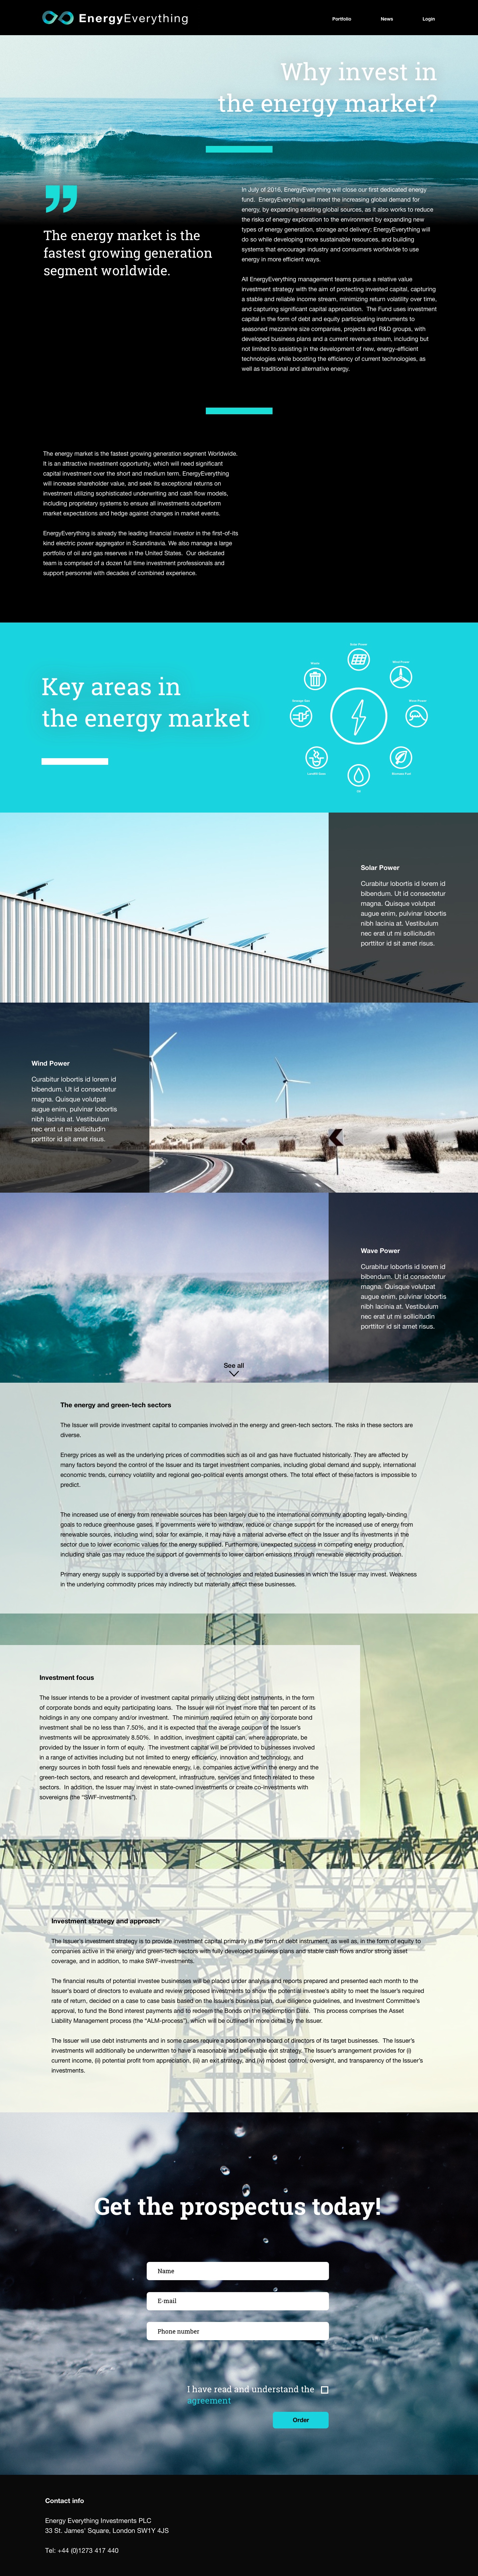 EnergyEverything
Portfolio
News
Login
Why invest in
the energy market?
The energy market is the
fastest growing generation
segment worldwide.
In July of 2016, EnergyEverything will close our first dedicated energy
fund.  EnergyEverything will meet the increasing global demand for
energy, by expanding existing global sources, as it also works to reduce
the risks of energy exploration to the environment by expanding new
types of energy generation, storage and delivery; EnergyEverything will
do so while developing more sustainable resources, and building
systems that encourage industry and consumers worldwide to use
energy in more efficient ways.
All EnergyEverything management teams pursue a relative value
investment strategy with the aim of protecting invested capital, capturing
a stable and reliable income stream, minimizing return volatility over time,
and capturing significant capital appreciation.  The Fund uses investment
capital in the form of debt and equity participating instruments to
seasoned mezzanine size companies, projects and R&D groups, with
developed business plans and a current revenue stream, including but
not limited to assisting in the development of new, energy-efficient
technologies while boosting the efficiency of current technologies, as
well as traditional and alternative energy.
The energy market is the fastest growing generation segment Worldwide.
It is an attractive investment opportunity, which will need significant
capital investment over the short and medium term. EnergyEverything
will increase shareholder value, and seek its exceptional returns on
investment utilizing sophisticated underwriting and cash flow models,
including proprietary systems to ensure all investments outperform
market expectations and hedge against changes in market events.
EnergyEverything is already the leading financial investor in the first-of-its
kind electric power aggregator in Scandinavia. We also manage a large
portfolio of oil and gas reserves in the United States.  Our dedicated
team is comprised of a dozen full time investment professionals and
support personnel with decades of combined experience.
Key areas in
the energy market
Solar Power
Wind Power
Wave Power
Biomass Fuel
Oil
Landfill Gass
Solar Power
Curabitur lobortis id lorem id
bibendum. Ut id consectetur
magna. Quisque volutpat
augue enim, pulvinar lobortis
nibh lacinia at. Vestibulum
nec erat ut mi sollicitudin
porttitor id sit amet risus.
Wind Power
Curabitur lobortis id lorem id
bibendum. Ut id consectetur
magna. Quisque volutpat
augue enim, pulvinar lobortis
nibh lacinia at. Vestibulum
nec erat ut mi sollicitudin
porttitor id sit amet risus.
Wave Power
Curabitur lobortis id lorem id
bibendum. Ut id consectetur
magna. Quisque volutpat
augue enim, pulvinar lobortis
nibh lacinia at. Vestibulum
nec erat ut mi sollicitudin
porttitor id sit amet risus.
See all
The energy and green-tech sectors
The Issuer will provide investment capital to companies involved in the energy and green-tech sectors. The risks in these sectors are
diverse.
Energy prices as well as the underlying prices of commodities such as oil and gas have fluctuated historically. They are affected by
many factors beyond the control of the Issuer and its target investment companies, including global demand and supply, international
economic trends, currency volatility and regional geo-political events amongst others. The total effect of these factors is impossible to
predict.
The increased use of energy from renewable sources has been largely due to the international community adopting legally-binding
goals to reduce greenhouse gases. If governments were to withdraw, reduce or change support for the increased use of energy from
renewable sources, including wind, solar for example, it may have a material adverse effect on the Issuer and its investments in the
sector due to lower economic values for the energy supplied. Furthermore, unexpected success in competing energy production,
including shale gas may reduce the support of governments to lower carbon emissions through renewable electricity production.
Primary energy supply is supported by a diverse set of technologies and related businesses in which the Issuer may invest. Weakness
in the underlying commodity prices may indirectly but materially affect these businesses.
Investment focus
The Issuer intends to be a provider of investment capital primarily utilizing debt instruments, in the form
of corporate bonds and equity participating loans.  The Issuer will not invest more that ten percent of its
holdings in any one company and/or investment.  The minimum required return on any corporate bond
investment shall be no less than 7.50%, and it is expected that the average coupon of the Issuer's
investments will be approximately 8.50%.  In addition, investment capital can, where appropriate, be
provided by the Issuer in form of equity.  The investment capital will be provided to businesses involved
in a range of activities including but not limited to energy efficiency, innovation and technology, and
energy sources in both fossil fuels and renewable energy, i.e. companies active within the energy and the
green-tech sectors, and research and development, infrastructure, services and fintech related to these
sectors.  In addition, the Issuer may invest in state-owned investments or create co-investments with
sovereigns (the "SWF-investments").
Investment strategy and approach
The Issuer's investment strategy is to provide investment capital primarily in the form of debt instrument, as well as, in the form of equity to
companies active in the energy and green-tech sectors with fully developed business plans and stable cash flows and/or strong asset
coverage, and in addition, to make SWF-investments.
The financial results of potential investee businesses will be placed under analysis and reports prepared and presented each month to the
Issuer's board of directors to evaluate and review proposed investments to show the potential investee's ability to meet the Issuer's required
rate of return, decided on a case to case basis based on the Issuer's business plan, due diligence guidelines, and Investment Committee's
approval, to fund the Bond interest payments and to redeem the Bonds on the Redemption Date.  This process comprises the Asset
Liability Management process (the "ALM-process"), which will be outlined in more detail by the Issuer.
The Issuer will use debt instruments and in some cases require a position on the board of directors of its target businesses.  The Issuer's
investments will additionally be underwritten to have a reasonable and believable exit strategy. The Issuer's arrangement provides for (i)
current income, (ii) potential profit from appreciation, (iii) an exit strategy, and (iv) modest control, oversight, and transparency of the Issuer's
investments.
Get the prospectus today!
Name
E-mail
Phone number
I have read and understand the
agreement
Order
Contact info
Energy Everything Investments PLC
33 St. James' Square, London SW1Y 4JS
Tel: +44 (0)1273 417 440